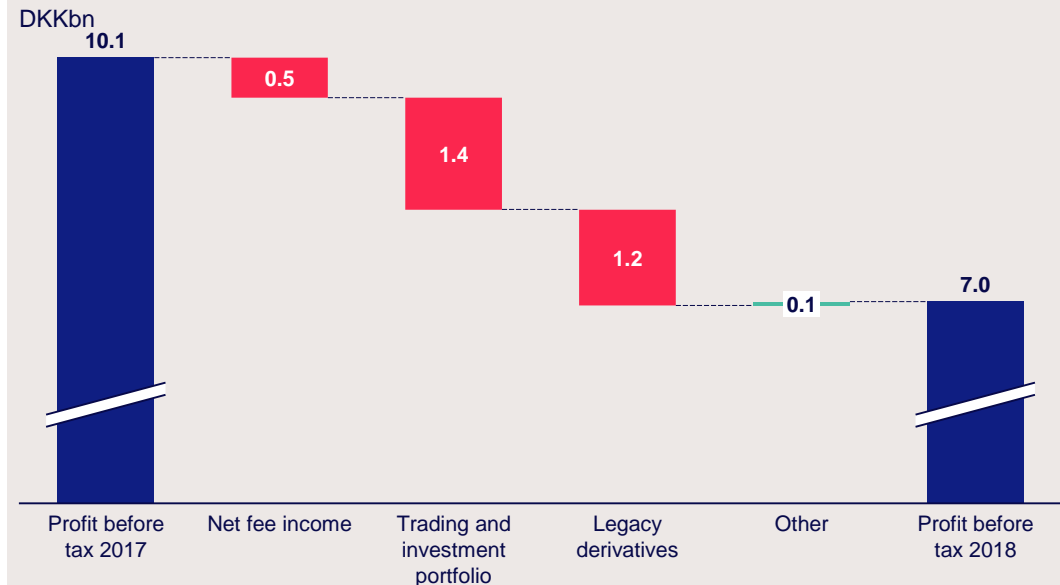 DKKbn
10.1
0.5
1.4
1.2
0.1
7.0
Profit before
tax 2017
Net fee income
Trading and
investment
portfolio
Legacy
derivatives
Other
Profit before
tax 2018